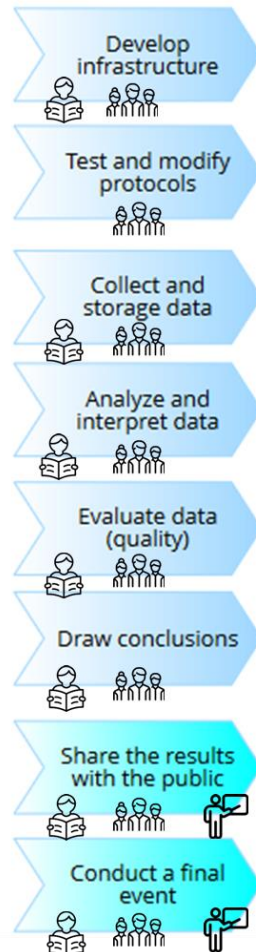 Develop
infrastructure
Test and modify
protocols
Collect and
storage data
Analyze and
interpret data
Evaluate data
(quality)
Draw conclusions
Share the results
with the public
Conduct a final
event